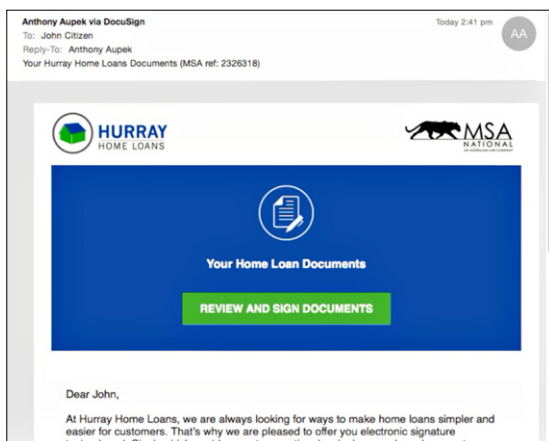 Anthony Aupek via DocuSign
Today 2:41 pm
To: John Citizen
AA
Reply-To: Anthony Aupek
Your Hurray Home Loans Documents (MSA ref: 2326318)
HURRAY
HOME LOANS
MSA
NATIONAL
Your Home Loan Documents
REVIEW AND SIGN DOCUMENTS
Dear John,
At Hurray Home Loans, we are always looking for ways to make home loans simpler and
easier for customers. That's why we are pleased to offer you electronic signature